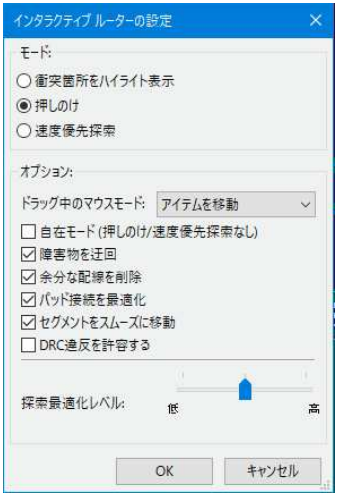 インタラクティブ ルーターの設定
モード:
衝突箇所をハイライト表示
押しのけ
速度優先探索
オプション:
ドラッグ中のマウスモード: アイテムを移動
自在モード (押しのけ/速度優先探索なし)
障害物を迂回
余分な配線を削除
パッド接続を最適化
セグメントをスムーズに移動
DRC違反を許容する
探索最適化レベル:
低 高
OK キャンセル